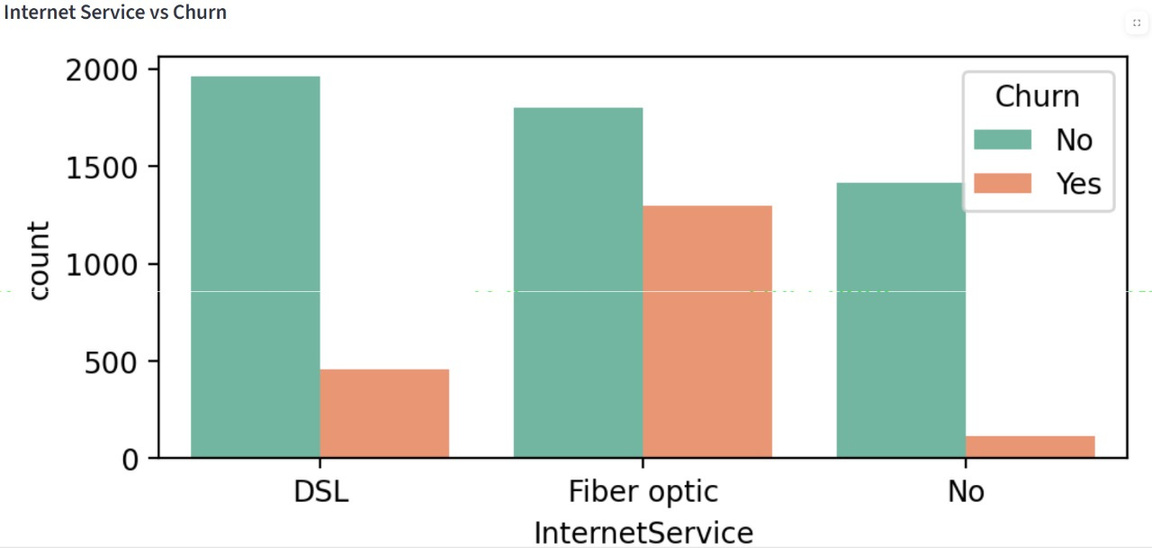 Internet Service vs Churn
2000
1500
1000
500
0
count
DSL
Fiber optic
No
InternetService
Churn
No
Yes